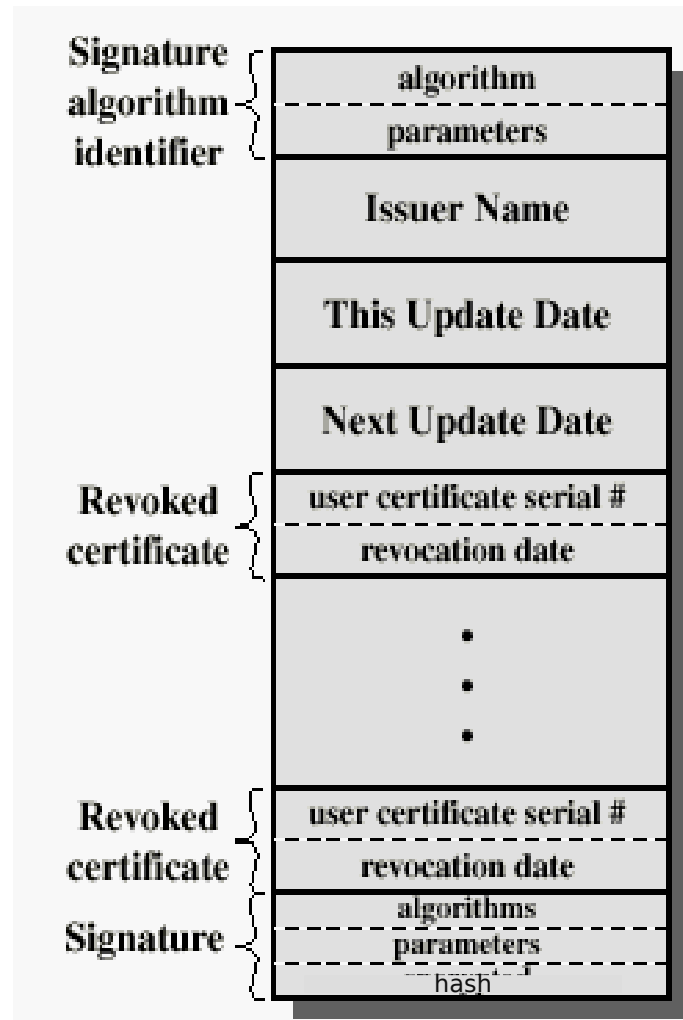 Signature
algorithm
identifier
algorithm
parameters
Issuer Name
This Update Date
Next Update Date
Revoked
certificate
user certificate serial #
revocation date
Revoked
certificate
user certificate serial #
revocation date
Signature
algorithms
parameters
hash